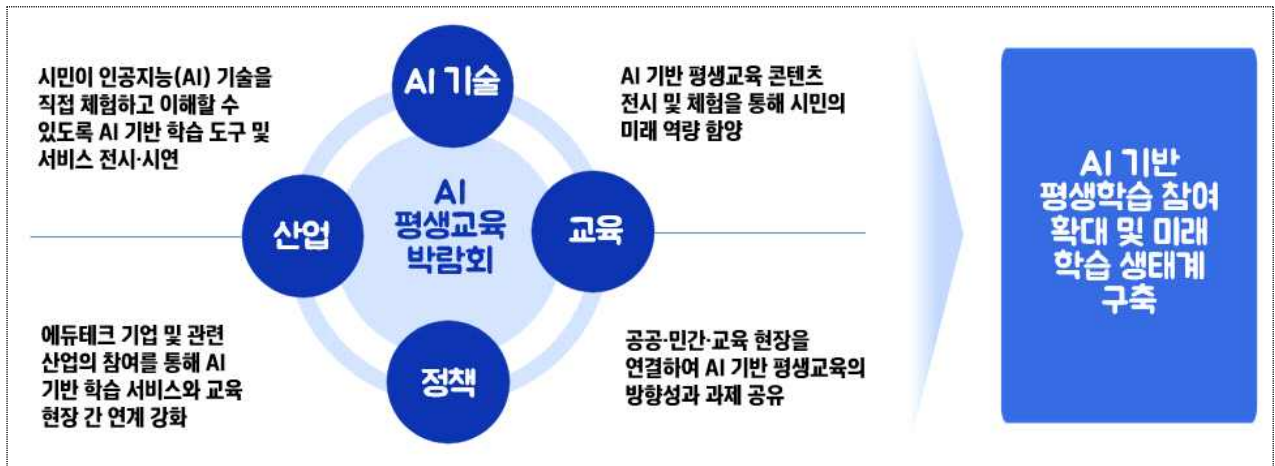 시민이 인공지능(AI) 기술을
직접 체험하고 이해할 수
있도록 AI 기반 학습 도구 및
서비스 전시·시연
AI 기술
AI 기반 평생교육 콘텐츠
전시 및 체험을 통해 시민의
미래 역량 함양
산업
AI
평생교육
박람회
교육
에듀테크 기업 및 관련
산업의 참여를 통해 AI
기반 학습 서비스와 교육
현장 간 연계 강화
정책
공공·민간·교육 현장을
연결하여 AI 기반 평생교육의
방향성과 과제 공유
AI 기반
평생학습 참여
확대 및 미래
학습 생태계
구축